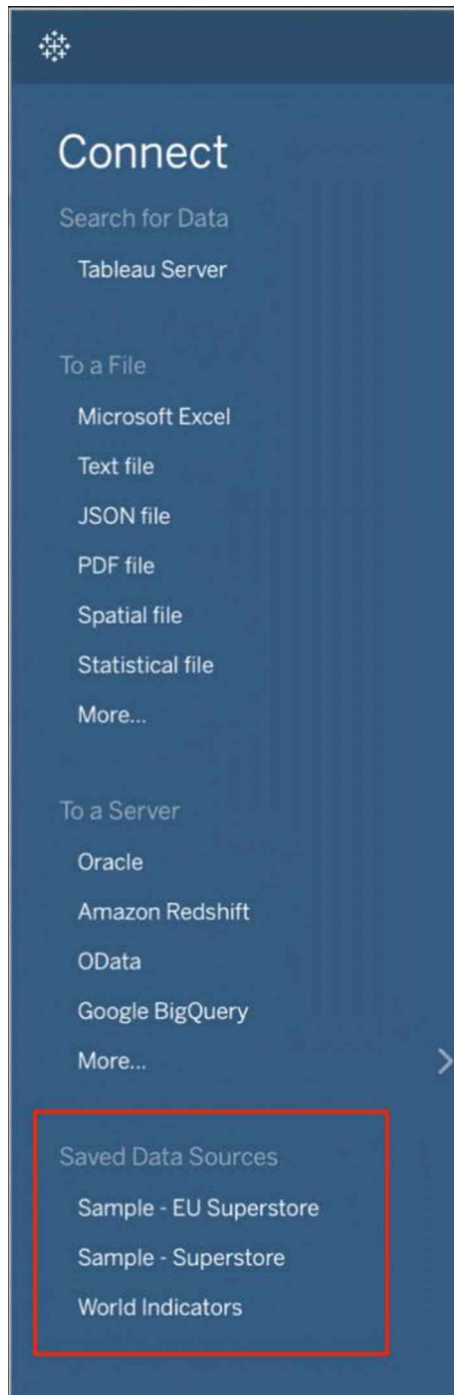 Connect
Search for Data
Tableau Server
To a File
Microsoft Excel
Text file
JSON file
PDF file
Spatial file
Statistical file
More...
To a Server
Oracle
Amazon Redshift
OData
Google BigQuery
More...
Saved Data Sources
Sample - EU Superstore
Sample - Superstore
World Indicators